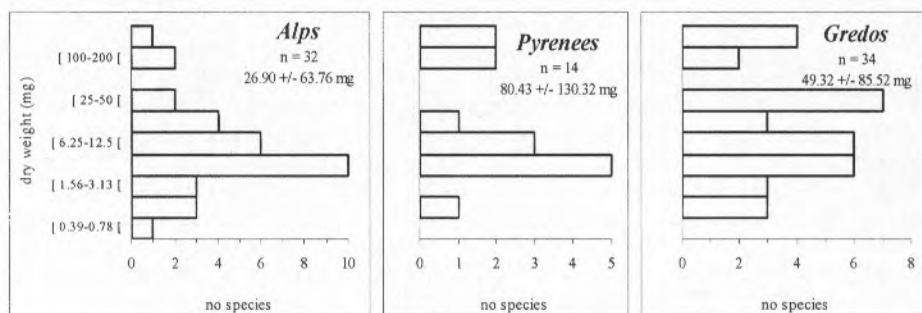 Alps
n = 32
26.90 +/- 63.76 mg
dry weight (mg)
[ 100-200 [
[ 25-50 [
[ 6.25-12.5 [
[ 1.56-3.13 [
[ 0.39-0.78 [
0 2 4 6 8 10
no species
Pyrenees
n = 14
80.43 +/- 130.32 mg
0 1 2 3 4 5
no species
Gredos
n = 34
49.32 +/- 85.52 mg
0 2 4 6 8
no species